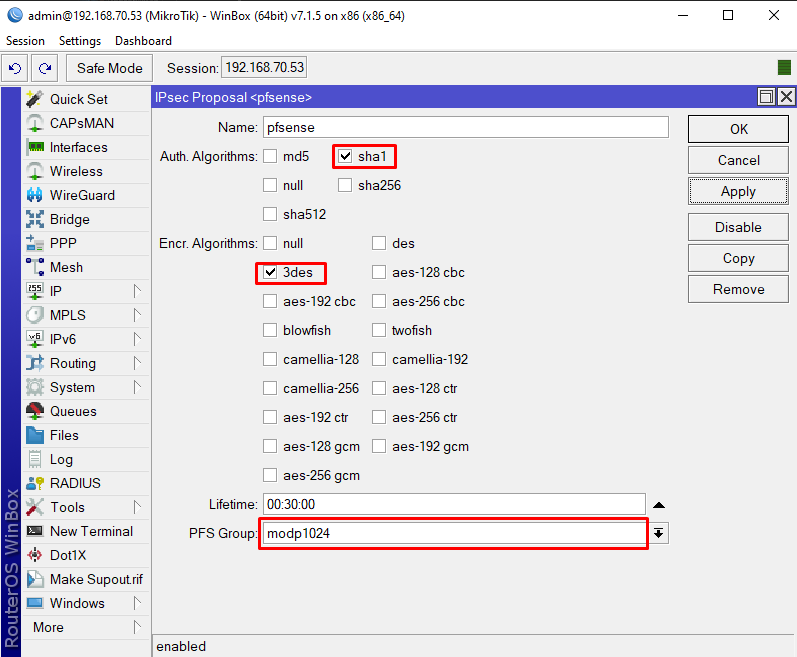 admin@192.168.70.53 (MikroTik) - WinBox (64bit) v7.1.5 on x86 (x86_64)
Session Settings Dashboard
Safe Mode Session: 192.168.70.53
Quick Set
CAPsMAN
Interfaces
Wireless
WireGuard
Bridge
PPP
Mesh
IP
MPLS
IPv6
Routing
System
Queues
Files
Log
RADIUS
Tools
New Terminal
Dot1X
Make Supout.rif
Windows
More
RouterOS WinBox
IPsec Proposal <pfsense>
Name: pfsense
Auth. Algorithms: md5 sha1
null sha256
sha512
Encr. Algorithms: null des
3des aes-128 cbc
aes-192 cbc aes-256 cbc
blowfish twofish
camellia-128 camellia-192
camellia-256 aes-128 ctr
aes-192 ctr aes-256 ctr
aes-128 gcm aes-192 gcm
aes-256 gcm
Lifetime: 00:30:00
PFS Group: modp1024
OK
Cancel
Apply
Disable
Copy
Remove
enabled